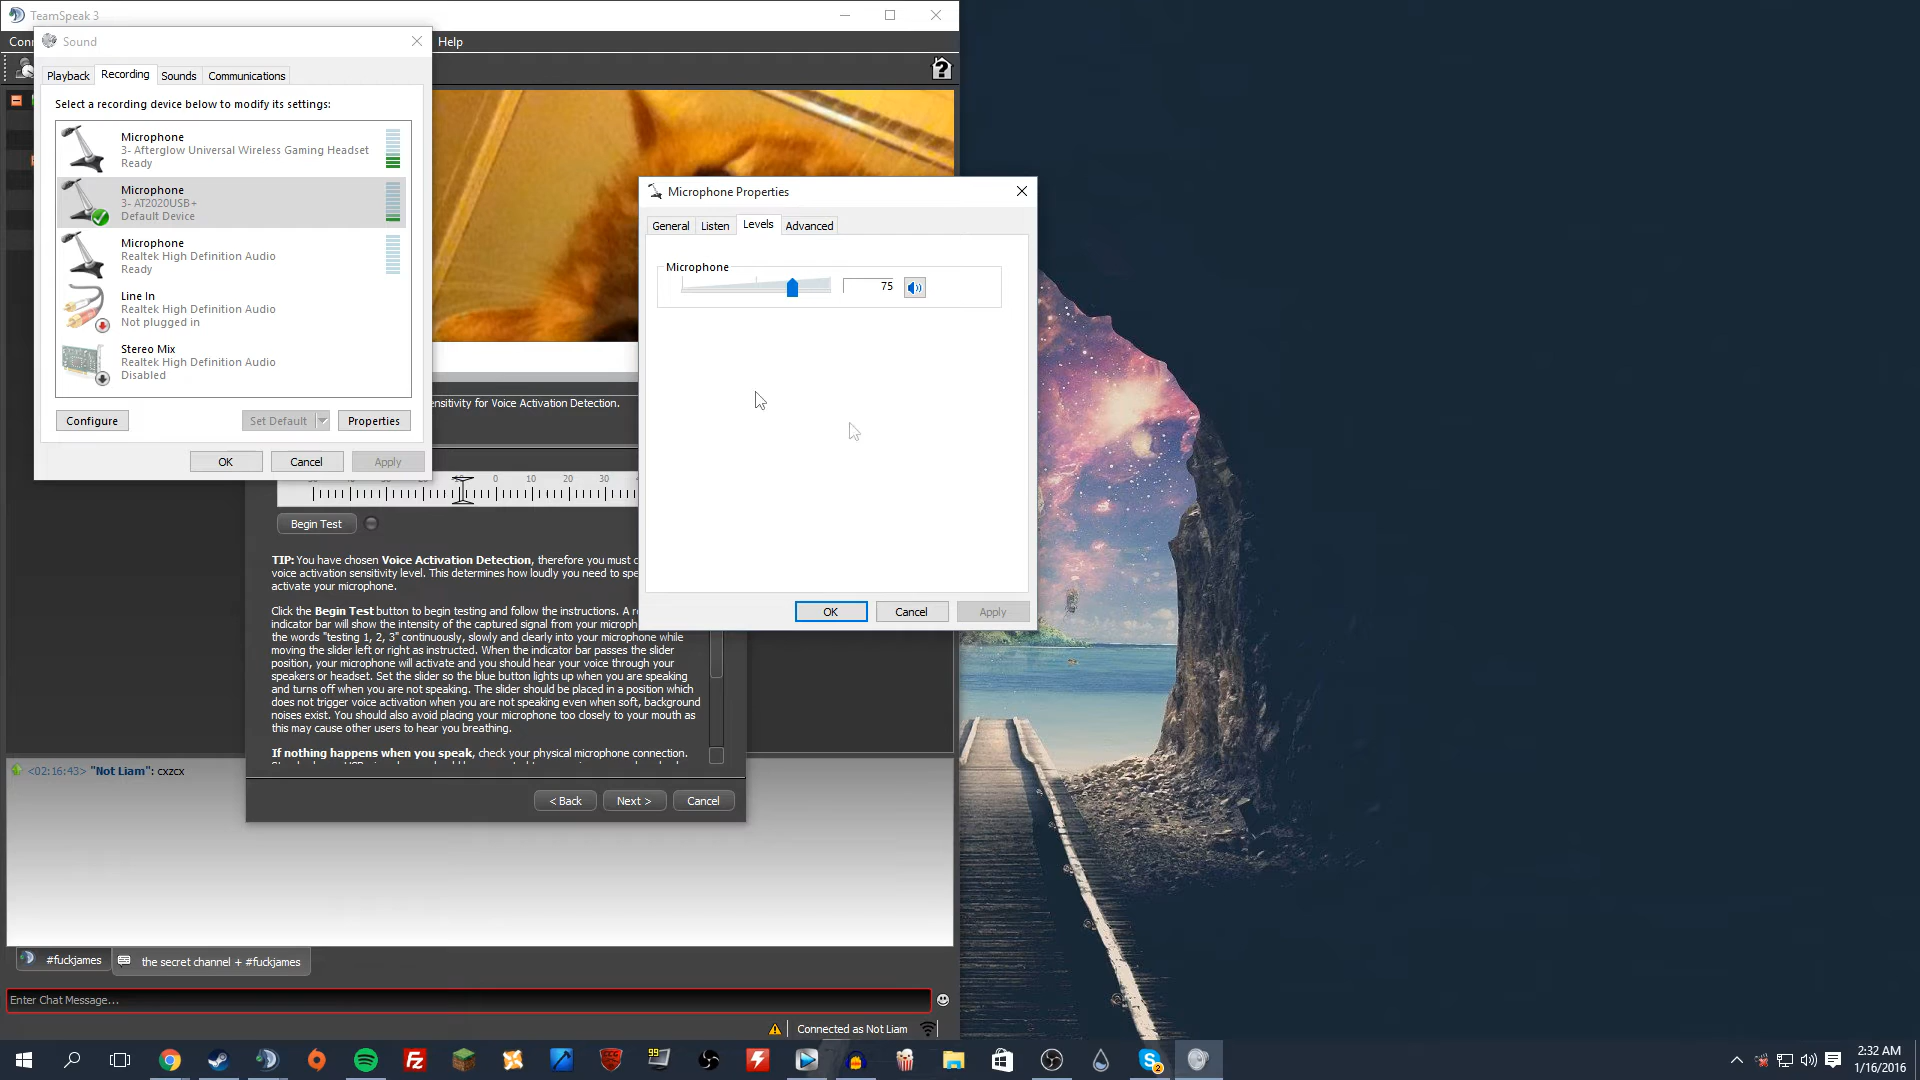 TeamSpeak 3
Help
Sound
Playback
Recording
Sounds
Communications
Select a recording device below to modify its settings:
Microphone
3- Afterglow Universal Wireless Gaming Headset
Ready
Microphone
3- AT2020USB+
Default Device
Microphone
Realtek High Definition Audio
Ready
Line In
Realtek High Definition Audio
Not plugged in
Stereo Mix
Realtek High Definition Audio
Disabled
Configure
Set Default
Properties
OK
Cancel
Apply
Microphone Properties
General
Listen
Levels
Advanced
Microphone
75
OK
Cancel
Apply
for Voice Activation Detection.
0 10 20 30
Begin Test
TIP: You have chosen Voice Activation Detection, therefore you must
voice activation sensitivity level. This determines how loudly you need to
activate your microphone.
Click the Begin Test button to begin testing and follow the instructions. A
indicator bar will show the intensity of the captured signal from your
the words "testing 1, 2, 3" continuously, slowly and clearly into your microphone while
moving the slider left or right as instructed. When the indicator bar passes the slider
position, your microphone will activate and you should hear your voice through your
speakers or headset. Set the slider so the blue button lights up when you are speaking
and turns off when you are not speaking. The slider should be placed in a position which
does not trigger voice activation when you are not speaking even when soft, background
noises exist. You should also avoid placing your microphone too closely to your mouth as
this may cause other users to hear you breathing.
If nothing happens when you speak, check your physical microphone connection.
< Back
Next >
Cancel
<02:16:43> "Not Liam": cxzcx
#fuckjames
the secret channel + #fuckjames
Enter Chat Message...
Connected as Not Liam
99
2
2:32 AM
1/16/2016